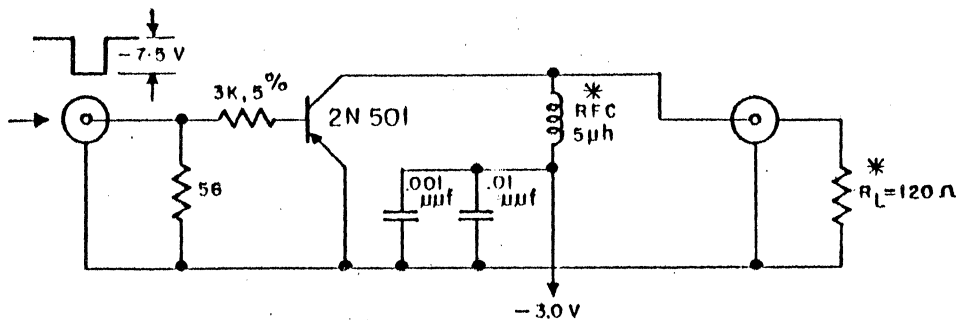 -7.5 V
3K, 5%
2N 501
56
.001
μμf
.01
μμf
*
RFC
5μh
*
RL=120 Ω
-3.0 V